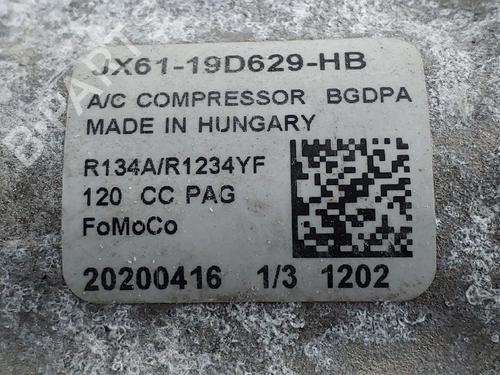 JX61-19D629-HB
A/C COMPRESSOR BGDPA
MADE IN HUNGARY
R134A/R1234YF
120 CC PAG
FoMoCo
20200416 1/3 1202